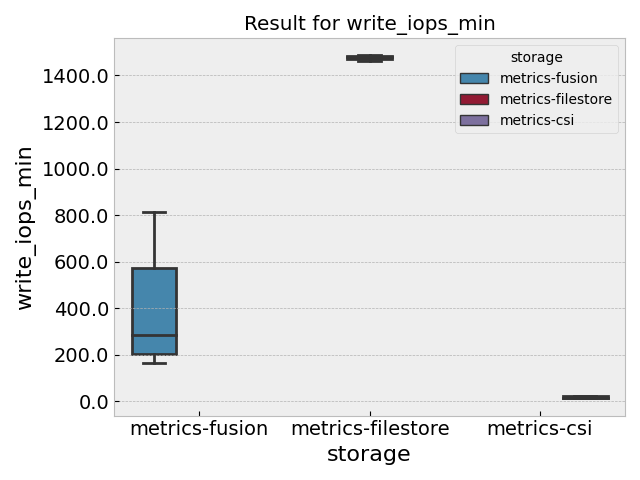 Result for write_iops_min
storage
metrics-fusion
metrics-filestore
metrics-csi
write_iops_min
1400.0
1200.0
1000.0
800.0
600.0
400.0
200.0
0.0
metrics-fusion metrics-filestore metrics-csi
storage